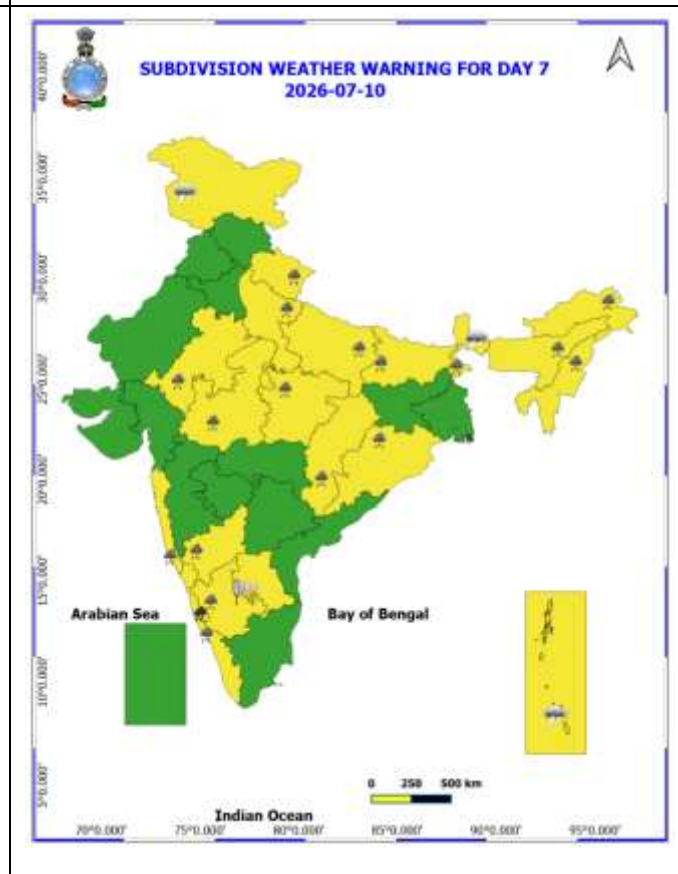 SUBDIVISION WEATHER WARNING FOR DAY 7
2026-07-10
40°0.000'
35°0.000'
30°0.000'
25°0.000'
20°0.000'
15°0.000'
10°0.000'
5°0.000'
Arabian Sea
Bay of Bengal
0 250 500 km
Indian Ocean
70°0.000' 75°0.000' 80°0.000' 85°0.000' 90°0.000' 95°0.000'